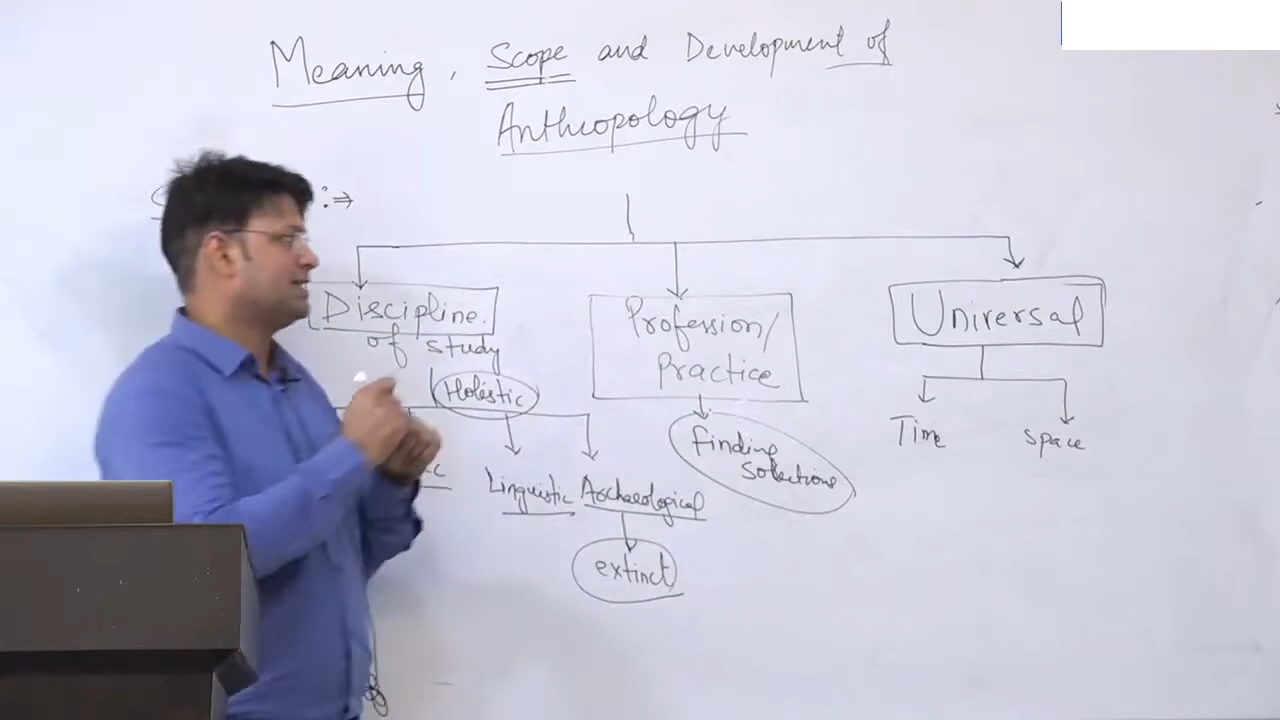 Meaning, Scope and Development of
Anthropology
:⇒
Discipline.
of study
Holistic
Profession/
Practice
finding
solutions
Universal
Time
space
Linguistic
Archaeological
extinct